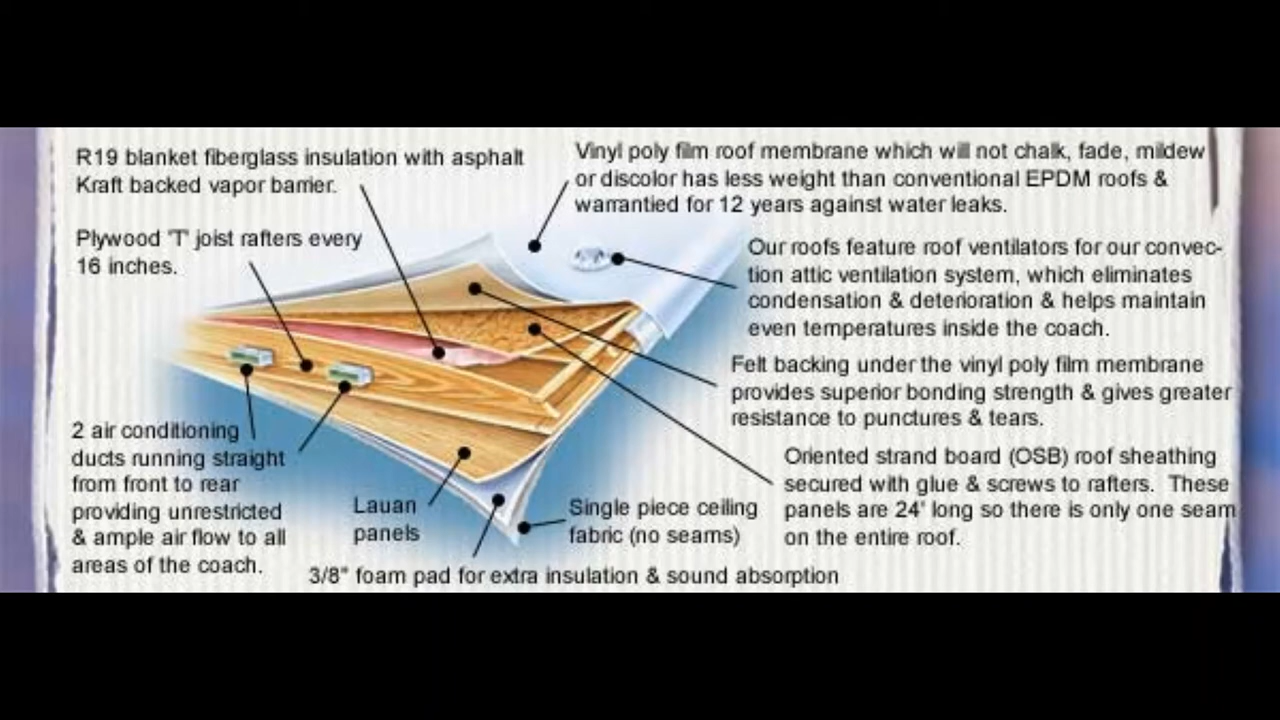 R19 blanket fiberglass insulation with asphalt
Kraft backed vapor barrier.
Plywood "I" joist rafters every
16 inches.
2 air conditioning
ducts running straight
from front to rear
providing unrestricted
& ample air flow to all
areas of the coach.
Lauan
panels
3/8" foam pad for extra insulation & sound absorption
Single piece ceiling
fabric (no seams)
Vinyl poly film roof membrane which will not chalk, fade, mildew
or discolor has less weight than conventional EPDM roofs &
warrantied for 12 years against water leaks.
Our roofs feature roof ventilators for our convec-
tion attic ventilation system, which eliminates
condensation & deterioration & helps maintain
even temperatures inside the coach.
Felt backing under the vinyl poly film membrane
provides superior bonding strength & gives greater
resistance to punctures & tears.
Oriented strand board (OSB) roof sheathing
secured with glue & screws to rafters. These
panels are 24' long so there is only one seam
on the entire roof.